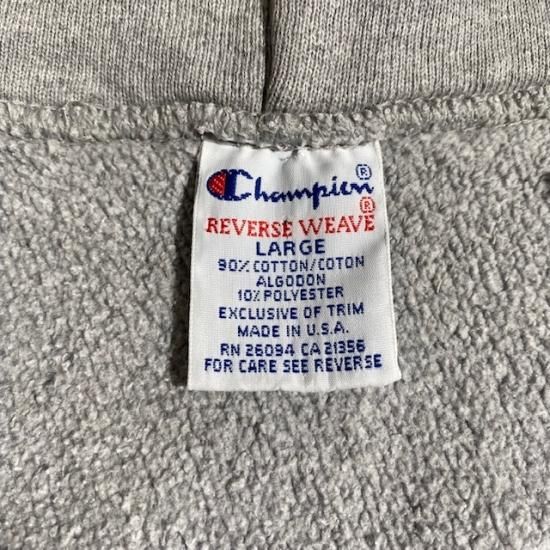 Champion®
REVERSE WEAVE®
LARGE
90% COTTON/COTON
ALGODON
10% POLYESTER
EXCLUSIVE OF TRIM
MADE IN U.S.A.
RN 26094 CA 21356
FOR CARE SEE REVERSE